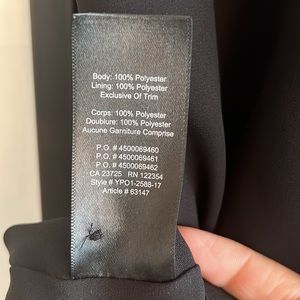 Body: 100% Polyester
Lining: 100% Polyester
Exclusive Of Trim
Corps: 100% Polyester
Doublure: 100% Polyester
Aucune Garniture Comprise
P.O. # 4500069460
P.O. # 4500069461
P.O. # 4500069462
CA 23725 RN 122354
Style # YPO1-2588-17
Article # 63147